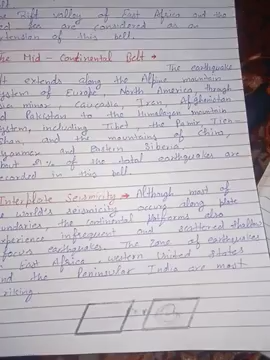 the Rift valley of East Africa and the
Red Sea are considered as an
extension of this belt.
The Mid - Continental Belt →
It extends along the Alpine mountain
System of Europe, North America, though
Asia minor, Caucasia, Iran, Afghanistan
and Pakistan to the Himalayan mountain
System, including Tibet, the Pamir, Tien-
Shan, and the mountains of China,
Myanmar and Eastern Siberia,
21% of the total earthquakes are
recorded in this belt.
Interplate Seismicity → Although most of
the world's seismicity occurs along plate
boundaries, the continental platforms also
experience infrequent and scattered shallow
focus earthquakes. The zone of earthquakes
East Africa, western United States
and the Peninsular India are most
striking.